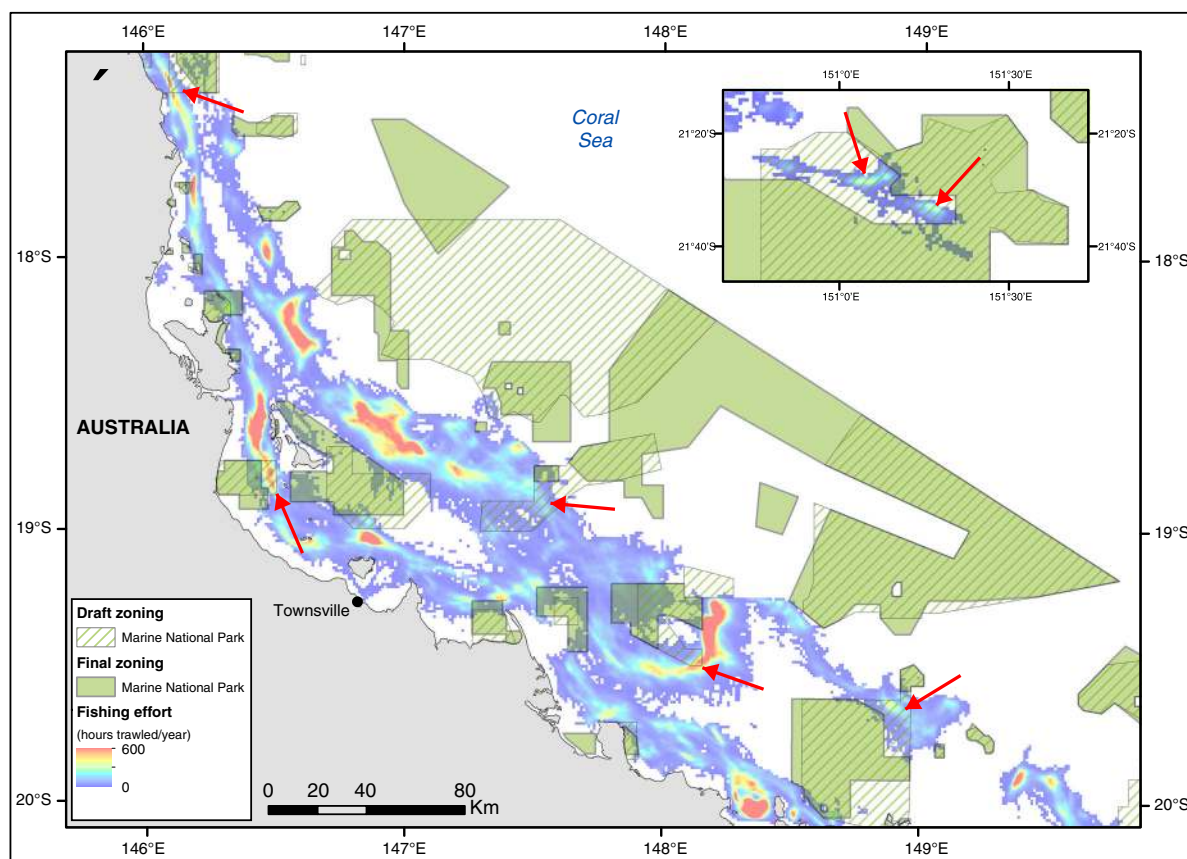 146°E 147°E 148°E 149°E
151°0'E 151°30'E
Coral
Sea
21°20'S 21°20'S
21°40'S 21°40'S
18°S 18°S
151°0'E 151°30'E
AUSTRALIA
19°S 19°S
Townsville
Draft zoning
Marine National Park
Final zoning
Marine National Park
Fishing effort
(hours trawled/year)
600
0
0 20 40 80
Km
20°S 20°S
146°E 147°E 148°E 149°E